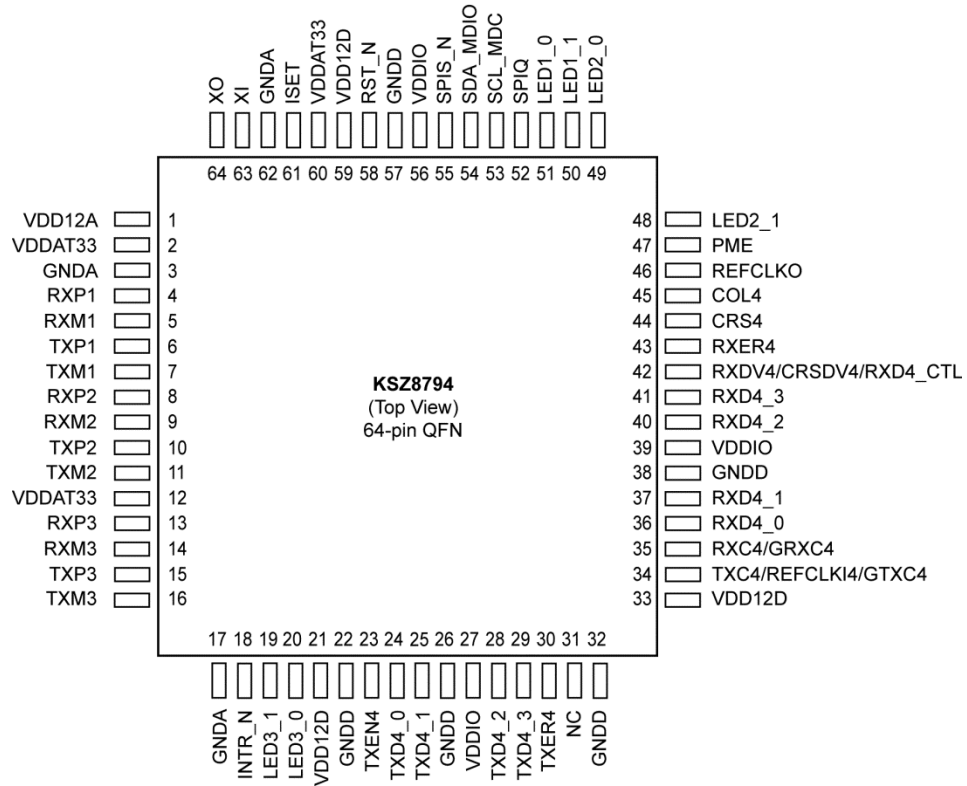 XO
XI
GNDA
ISET
VDDAT33
VDD12D
RST_N
GNDD
VDDIO
SPIS_N
SDA_MDIO
SCL_MDC
SPIQ
LED1_0
LED1_1
LED2_0
64 63 62 61 60 59 58 57 56 55 54 53 52 51 50 49
VDD12A 1
VDDAT33 2
GNDA 3
RXP1 4
RXM1 5
TXP1 6
TXM1 7
RXP2 8
RXM2 9
TXP2 10
TXM2 11
VDDAT33 12
RXP3 13
RXM3 14
TXP3 15
TXM3 16
KSZ8794
(Top View)
64-pin QFN
48 LED2_1
47 PME
46 REFCLKO
45 COL4
44 CRS4
43 RXER4
42 RXDV4/CRSDV4/RXD4_CTL
41 RXD4_3
40 RXD4_2
39 VDDIO
38 GNDD
37 RXD4_1
36 RXD4_0
35 RXC4/GRXC4
34 TXC4/REFCLKI4/GTXC4
33 VDD12D
17 18 19 20 21 22 23 24 25 26 27 28 29 30 31 32
GNDA
INTR_N
LED3_1
LED3_0
VDD12D
GNDD
TXEN4
TXD4_0
TXD4_1
GNDD
VDDIO
TXD4_2
TXD4_3
TXER4
NC
GNDD